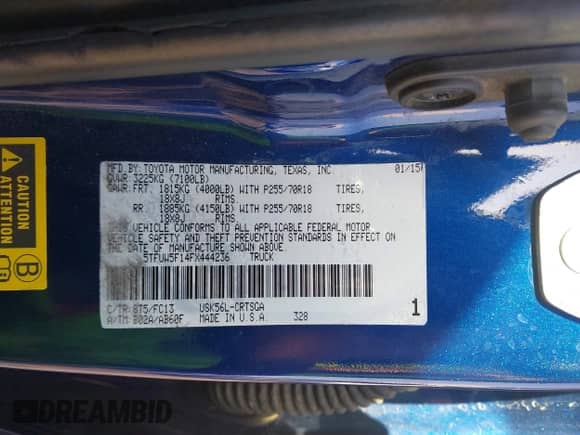 MFD. BY: TOYOTA MOTOR MANUFACTURING, TEXAS, INC. 01/15
GVWR: 3225KG (7100LB)
GAWR: FRT. 1815KG (4000LB) WITH P255/70R18 TIRES,
18X8J RIMS
RR. 1885KG (4150LB) WITH P255/70R18 TIRES,
18X8J RIMS
THIS VEHICLE CONFORMS TO ALL APPLICABLE FEDERAL MOTOR
VEHICLE SAFETY AND THEFT PREVENTION STANDARDS IN EFFECT ON
THE DATE OF MANUFACTURE SHOWN ABOVE.
5TFUW5F14FX444236 TRUCK
C/TR: 8T5/FC13 USK56L-CRTSGA
A/TM: B02A/AB60F MADE IN U.S.A. 328
1
CAUTION
ATTENTION
B
DREAMBID